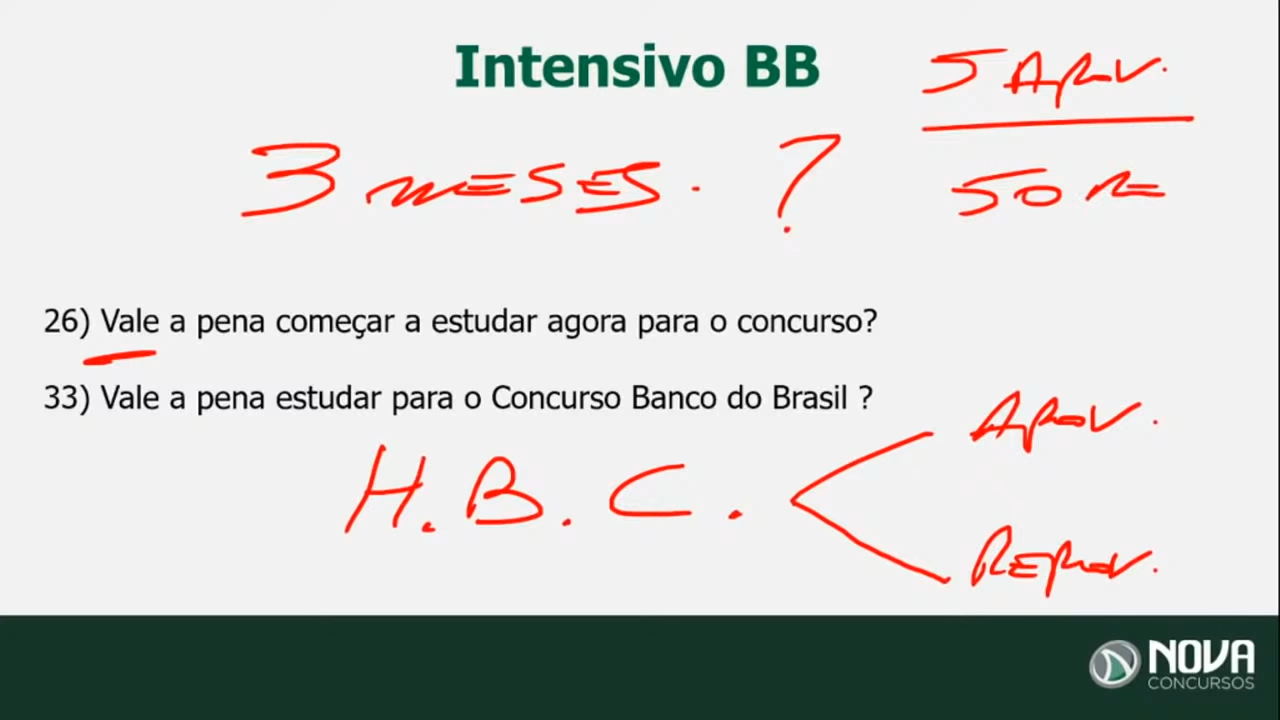 Intensivo BB
5 APROV.
3 MESES. ?
50 RE
26) Vale a pena começar a estudar agora para o concurso?
33) Vale a pena estudar para o Concurso Banco do Brasil ?
APROV.
H.B.C.
REPROV.
NOVA
CONCURSOS